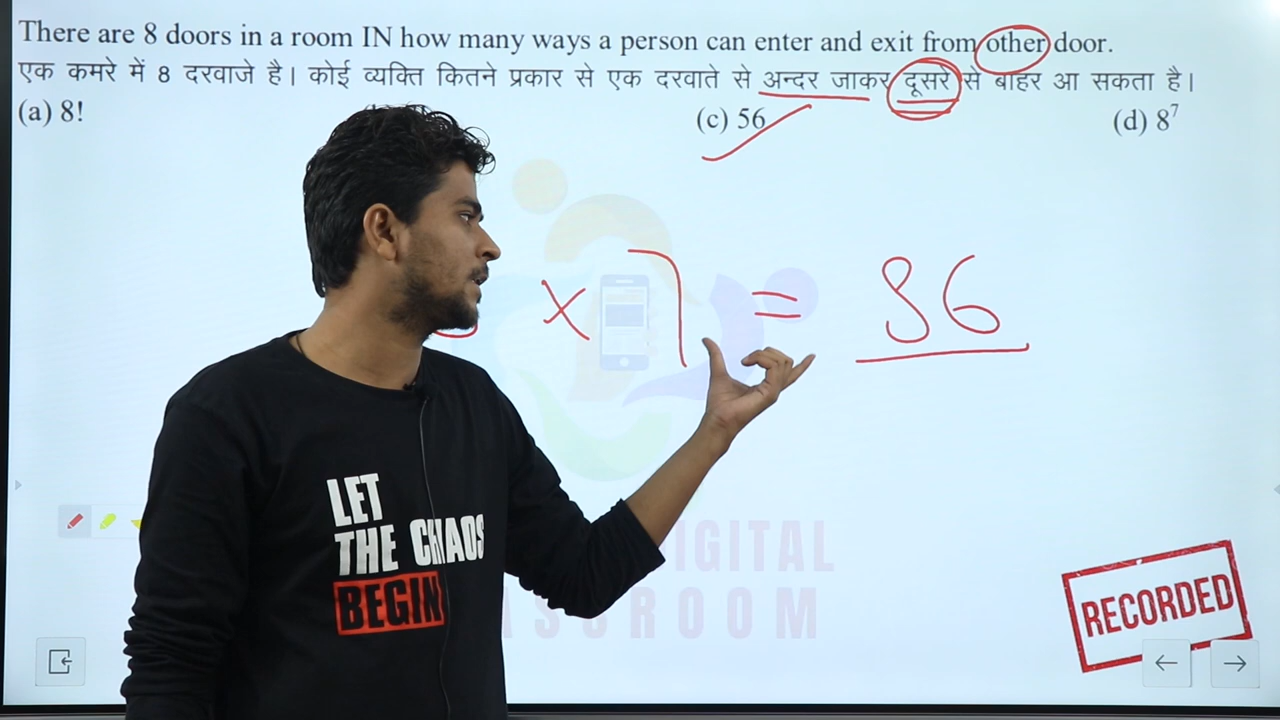 There are 8 doors in a room IN how many ways a person can enter and exit from other door.
एक कमरे में 8 दरवाजे है। कोई व्यक्ति कितने प्रकार से एक दरवाते से अन्दर जाकर दूसरे से बाहर आ सकता है।
(a) 8! (c) 56 (d) 8⁷
× 7 = 56
LET
THE CHAOS
BEGIN
DIGITAL
ROOM
RECORDED